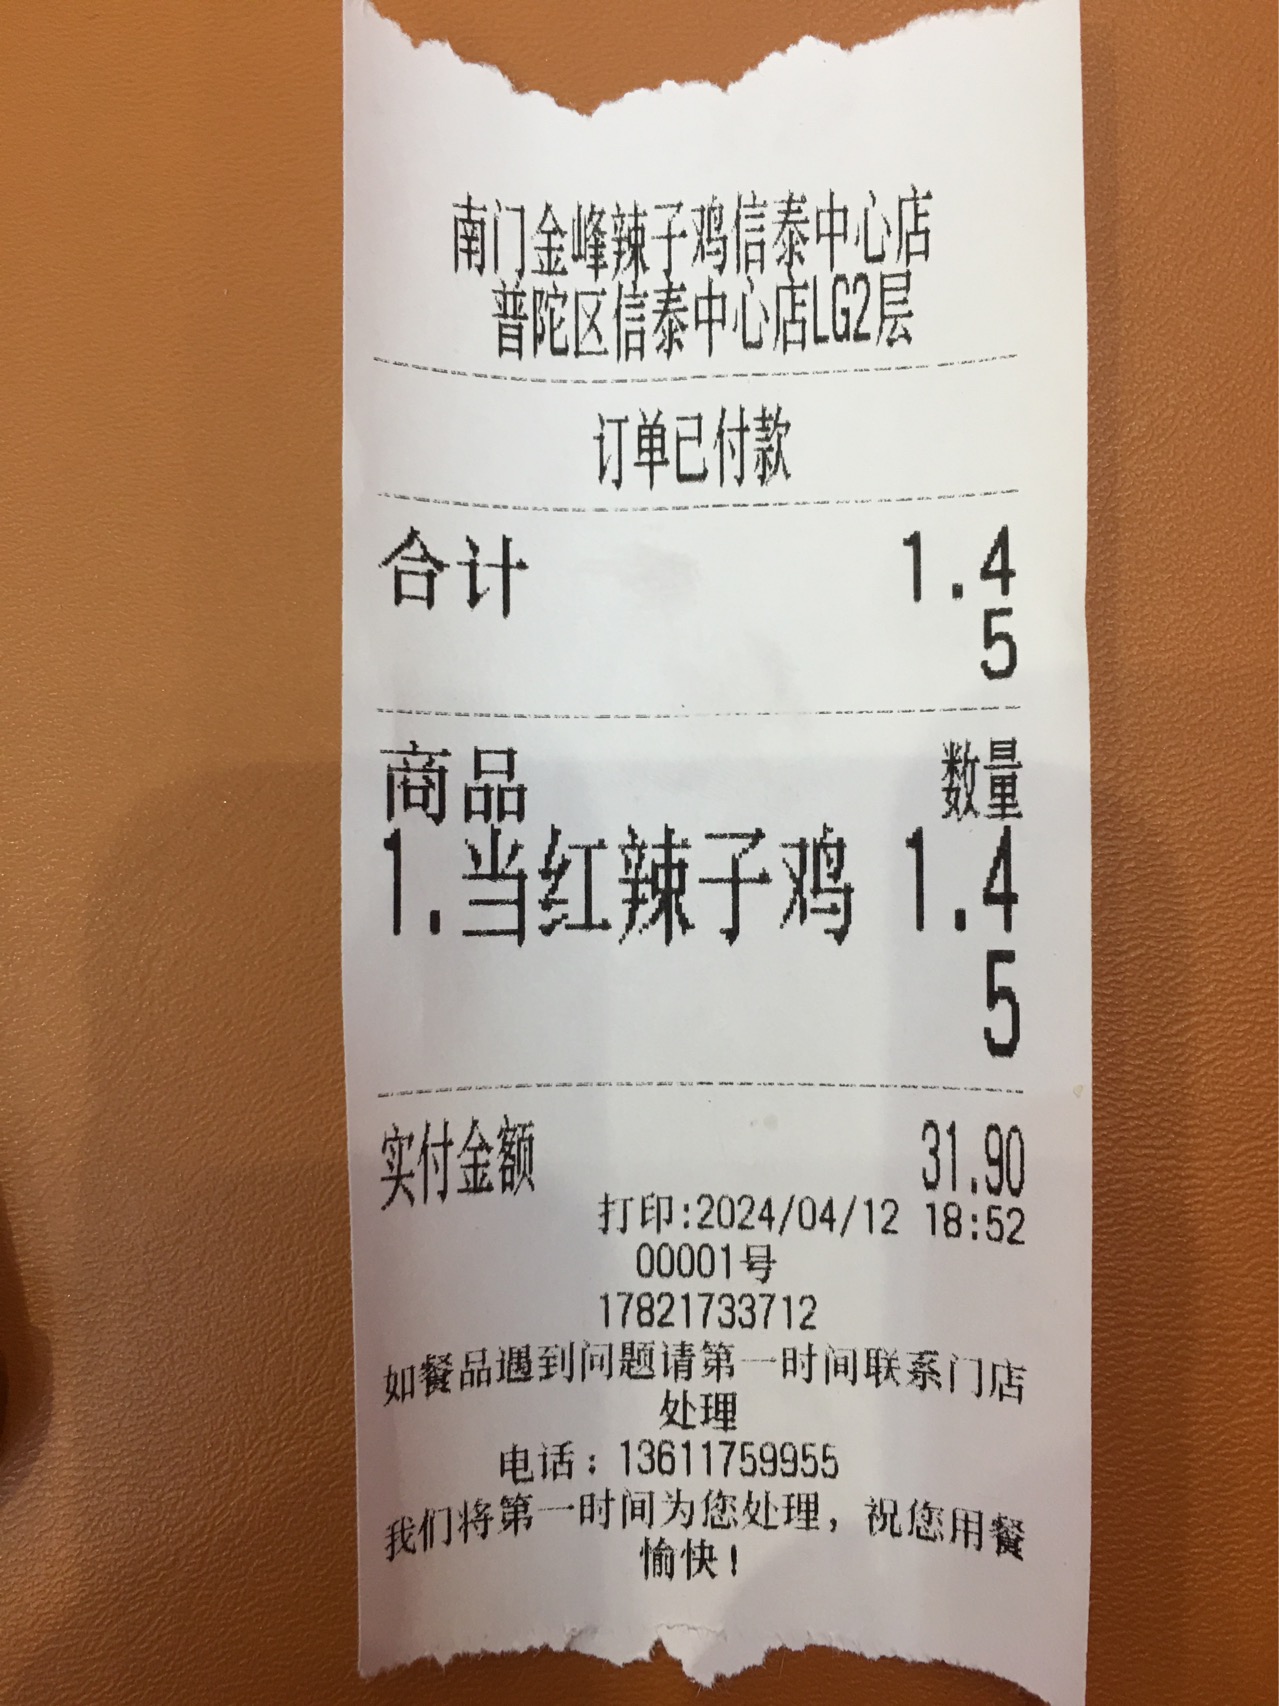 南门金峰辣子鸡信泰中心店
普陀区信泰中心店LG2层
订单已付款
合计 1.4
5
商品 数量
1.当红辣子鸡 1.4
5
实付金额 31.90
打印:2024/04/12 18:52
00001号
17821733712
如餐品遇到问题请第一时间联系门店
处理
电话：13611759955
我们将第一时间为您处理，祝您用餐
愉快！